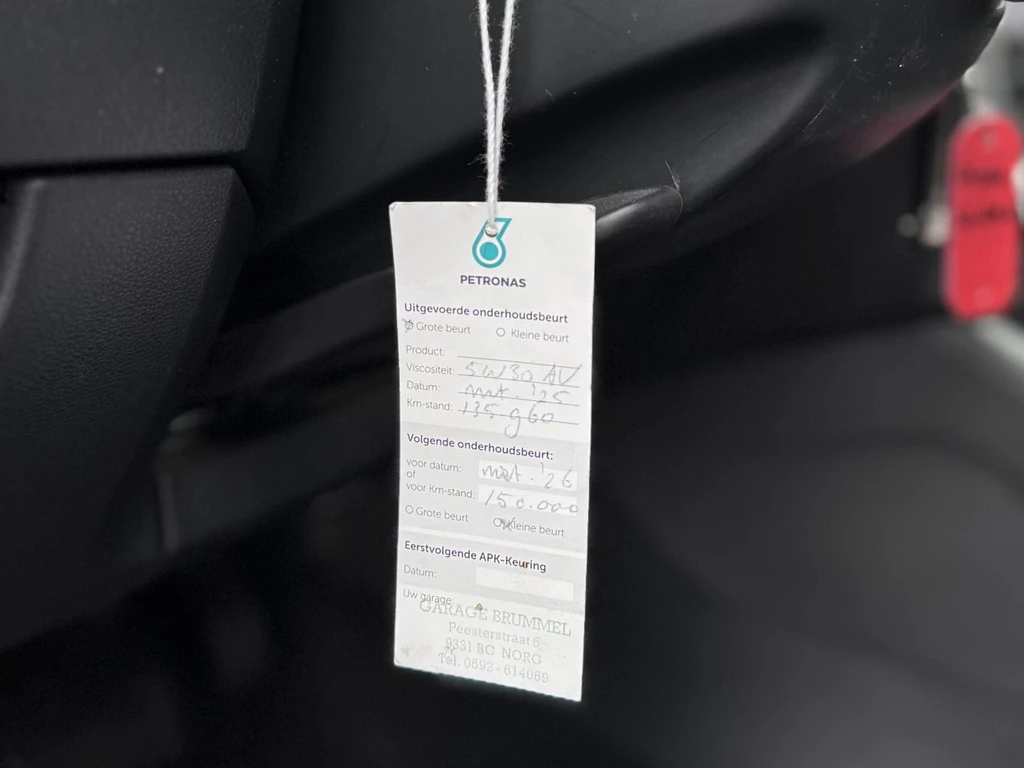 PETRONAS
Uitgevoerde onderhoudsbeurt
Grote beurt O Kleine beurt
Product:
Viscositeit: 5W30 AV
Datum: mrt. '25
Km-stand: 135.960
Volgende onderhoudsbeurt:
voor datum: mrt. '26
of
voor Km-stand: 150.000
O Grote beurt Kleine beurt
Eerstvolgende APK-Keuring
Datum:
Uw garage:
GARAGE BRUMMEL
Peesterstraat 6
9331 BC NORG
Tel. 0592 - 614069